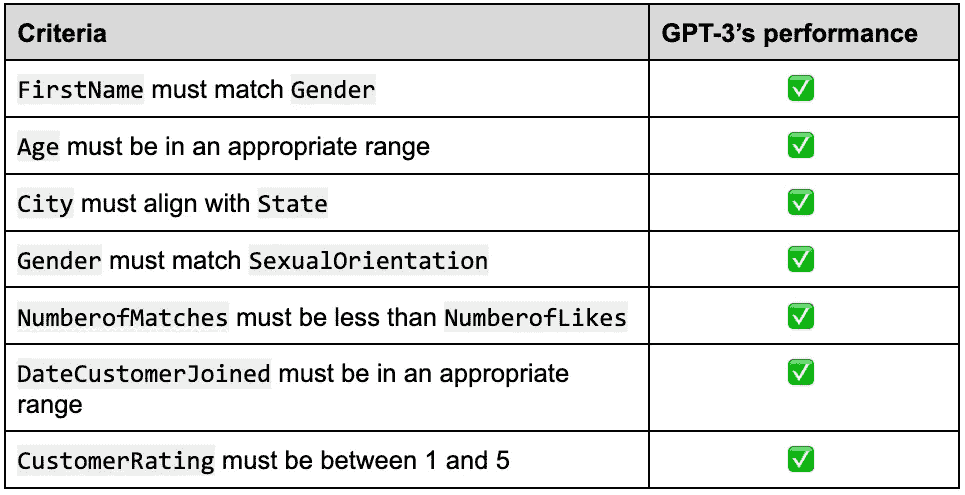 Criteria GPT-3’s performance
FirstName must match Gender ✅
Age must be in an appropriate range ✅
City must align with State ✅
Gender must match SexualOrientation ✅
NumberofMatches must be less than NumberofLikes ✅
DateCustomerJoined must be in an appropriate ✅
range
CustomerRating must be between 1 and 5 ✅